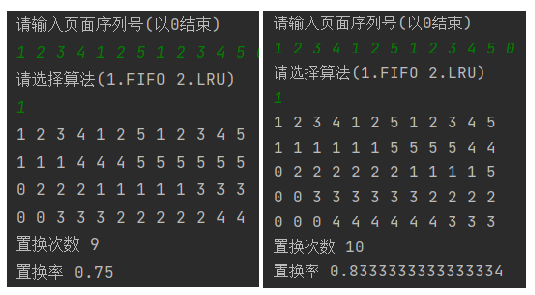 请输入页面序列号(以0结束)
1 2 3 4 1 2 5 1 2 3 4 5
请选择算法(1.FIFO 2.LRU)
1
1 2 3 4 1 2 5 1 2 3 4 5
1 1 1 4 4 4 5 5 5 5 5 5
0 2 2 2 1 1 1 1 1 3 3 3
0 0 3 3 3 2 2 2 2 2 4 4
置换次数 9
置换率 0.75
请输入页面序列号(以0结束)
1 2 3 4 1 2 5 1 2 3 4 5 0
请选择算法(1.FIFO 2.LRU)
1
1 2 3 4 1 2 5 1 2 3 4 5
1 1 1 1 1 1 5 5 5 5 4 4
0 2 2 2 2 2 2 1 1 1 1 5
0 0 3 3 3 3 3 3 2 2 2 2
0 0 0 4 4 4 4 4 4 3 3 3
置换次数 10
置换率 0.8333333333333334